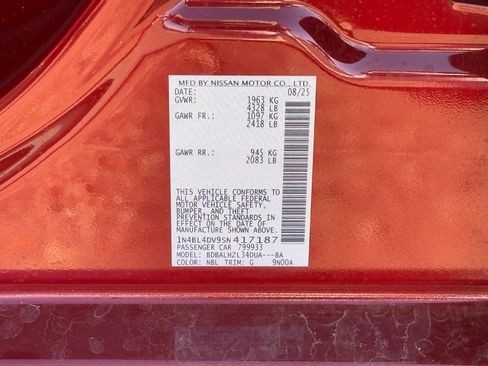 MFD BY NISSAN MOTOR CO., LTD.
DATE: 08/25
GVWR: 1963 KG
4328 LB
GAWR FR.: 1097 KG
2418 LB
GAWR RR.: 945 KG
2083 LB
THIS VEHICLE CONFORMS TO
ALL APPLICABLE FEDERAL
MOTOR VEHICLE SAFETY,
BUMPER, AND THEFT
PREVENTION STANDARDS IN
EFFECT ON THE DATE OF
MANUFACTURE SHOWN ABOVE.
1N4BL4DV9SN417187
PASSENGER CAR 799933
MODEL: BDBALHZL34DUA---BA
COLOR: NBL TRIM: G 9N00A